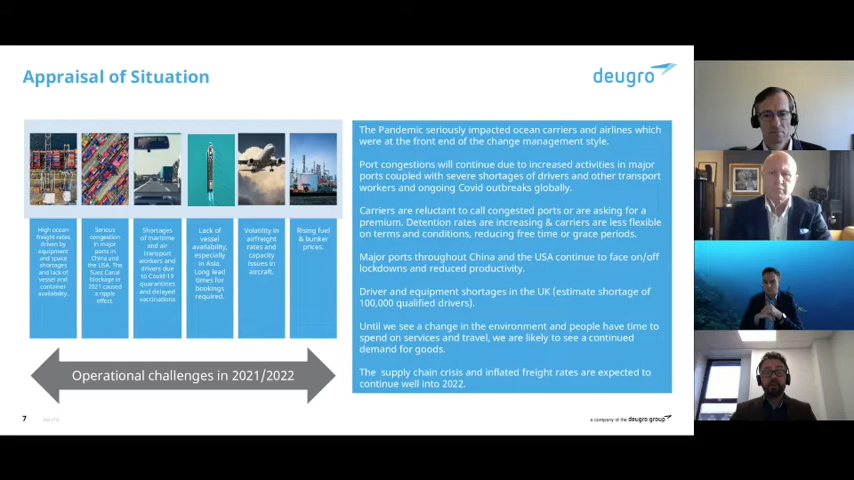 Appraisal of Situation
deugro
High ocean
freight rates
driven by
equipment
and space
shortages
and lack of
vessel and
container
availability.
Serious
congestion
in major
ports in
China and
the USA. The
Suez Canal
blockage in
2021 caused
a ripple
effect.
Shortages
of maritime
and air
transport
workers and
drivers due
to Covid-19
quarantines
and delayed
vaccinations
Lack of
vessel
availability,
especially
in Asia.
Long lead
times for
bookings
required.
Volatility in
airfreight
rates and
capacity
issues in
aircraft.
Rising fuel
& bunker
prices.
Operational challenges in 2021/2022
The Pandemic seriously impacted ocean carriers and airlines which
were at the front end of the change management style.
Port congestions will continue due to increased activities in major
ports coupled with severe shortages of drivers and other transport
workers and ongoing Covid outbreaks globally.
Carriers are reluctant to call congested ports or are asking for a
premium. Detention rates are increasing & carriers are less flexible
on terms and conditions, reducing free time or grace periods.
Major ports throughout China and the USA continue to face on/off
lockdowns and reduced productivity.
Driver and equipment shortages in the UK (estimate shortage of
100,000 qualified drivers).
Until we see a change in the environment and people have time to
spend on services and travel, we are likely to see a continued
demand for goods.
The supply chain crisis and inflated freight rates are expected to
continue well into 2022.
7
a company of the deugro group